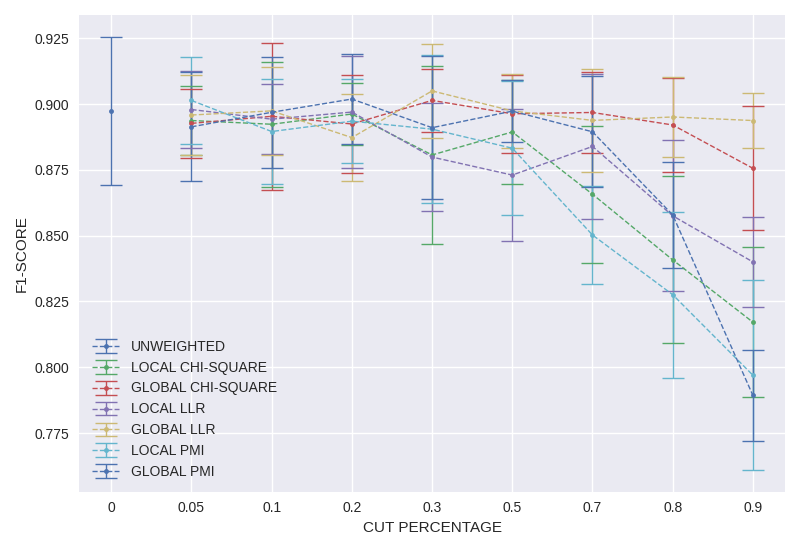 0.925
0.900
0.875
0.850
0.825
0.800
0.775
F1-SCORE
UNWEIGHTED
LOCAL CHI-SQUARE
GLOBAL CHI-SQUARE
LOCAL LLR
GLOBAL LLR
LOCAL PMI
GLOBAL PMI
0 0.05 0.1 0.2 0.3 0.5 0.7 0.8 0.9
CUT PERCENTAGE